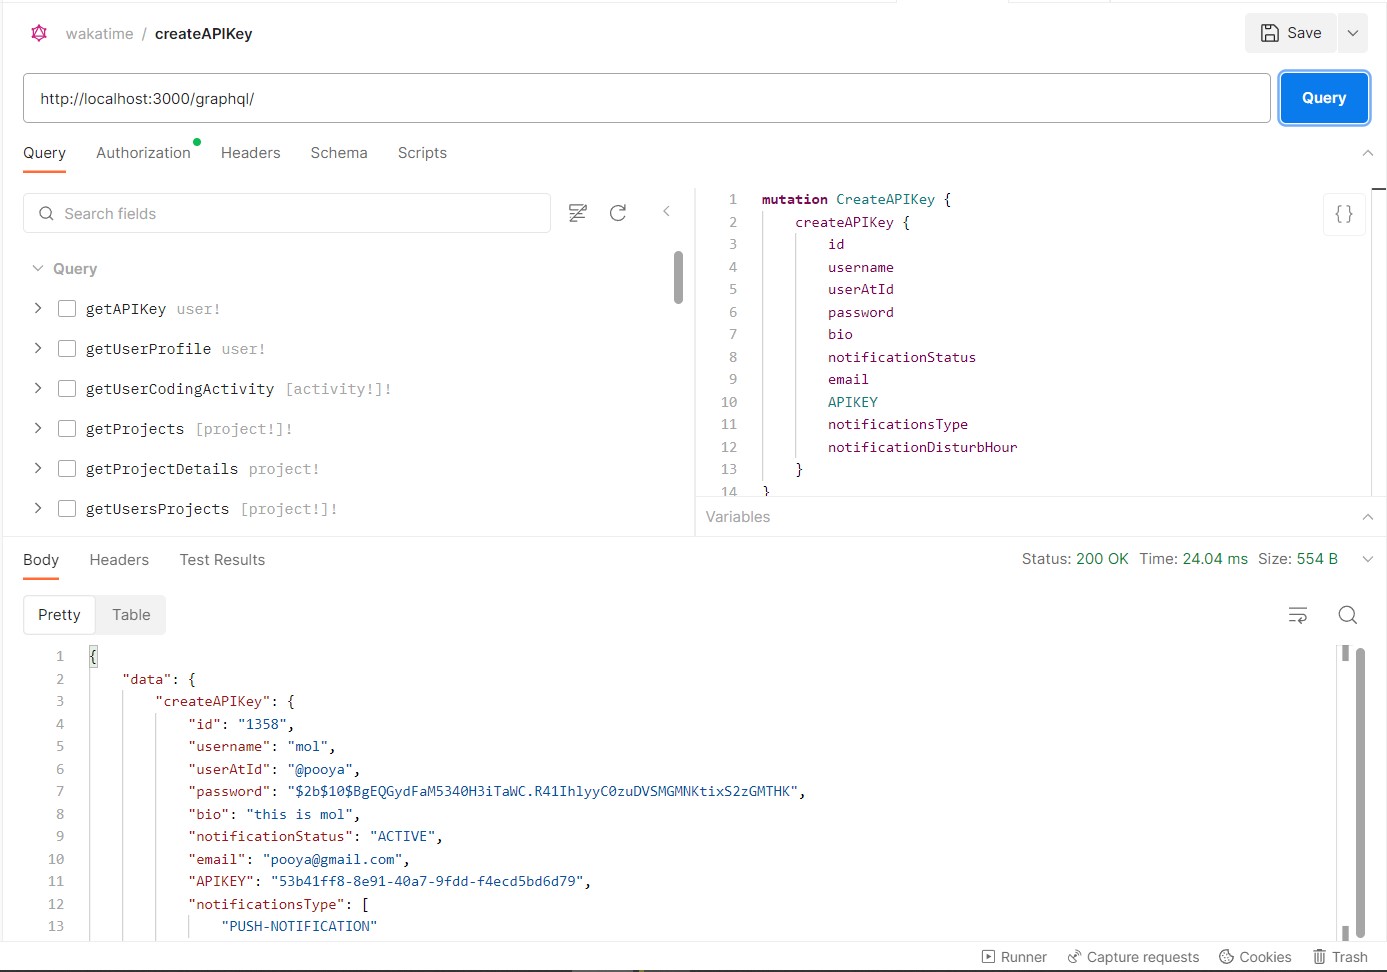 wakatime / createAPIKey
Save
http://localhost:3000/graphql/
Query
Query Authorization Headers Schema Scripts
Search fields
Query
getAPIKey user!
getUserProfile user!
getUserCodingActivity [activity!]!
getProjects [project!]!
getProjectDetails project!
getUsersProjects [project!]!
1 mutation CreateAPIKey {
2 createAPIKey {
3 id
4 username
5 userAtId
6 password
7 bio
8 notificationStatus
9 email
10 APIKEY
11 notificationsType
12 notificationDisturbHour
13 }
14 }
{}
Variables
Body Headers Test Results
Status: 200 OK Time: 24.04 ms Size: 554 B
Pretty Table
1 {
2 "data": {
3 "createAPIKey": {
4 "id": "1358",
5 "username": "mol",
6 "userAtId": "@pooya",
7 "password": "$2b$10$BgEQGydFaM5340H3iTaWC.R41IhlyyC0zuDVSMGMNKtixS2zGMTHK",
8 "bio": "this is mol",
9 "notificationStatus": "ACTIVE",
10 "email": "pooya@gmail.com",
11 "APIKEY": "53b41ff8-8e91-40a7-9fdd-f4ecd5bd6d79",
12 "notificationsType": [
13 "PUSH-NOTIFICATION"
Runner Capture requests Cookies Trash